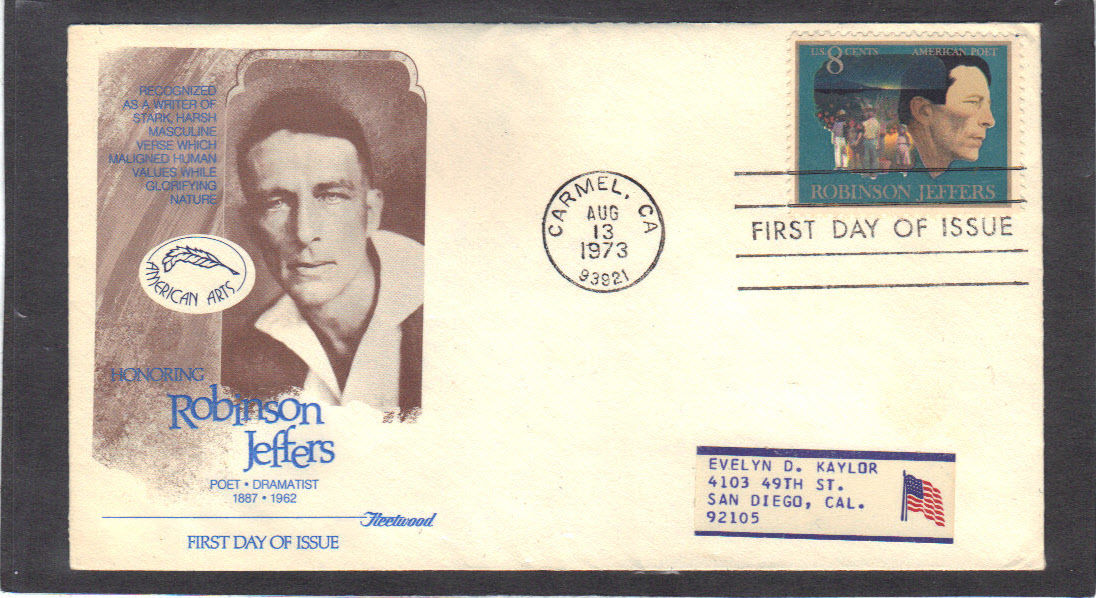 RECOGNIZED
AS A WRITER OF
STARK, HARSH
MASCULINE
VERSE WHICH
MALIGNED HUMAN
VALUES WHILE
GLORIFYING
NATURE
AMERICAN ARTS
HONORING
Robinson
Jeffers
POET • DRAMATIST
1887 • 1962
Fleetwood
FIRST DAY OF ISSUE
CARMEL, CA
AUG
13
1973
93921
U.S. 8 CENTS AMERICAN POET
ROBINSON JEFFERS
FIRST DAY OF ISSUE
EVELYN D. KAYLOR
4103 49TH ST.
SAN DIEGO, CAL.
92105